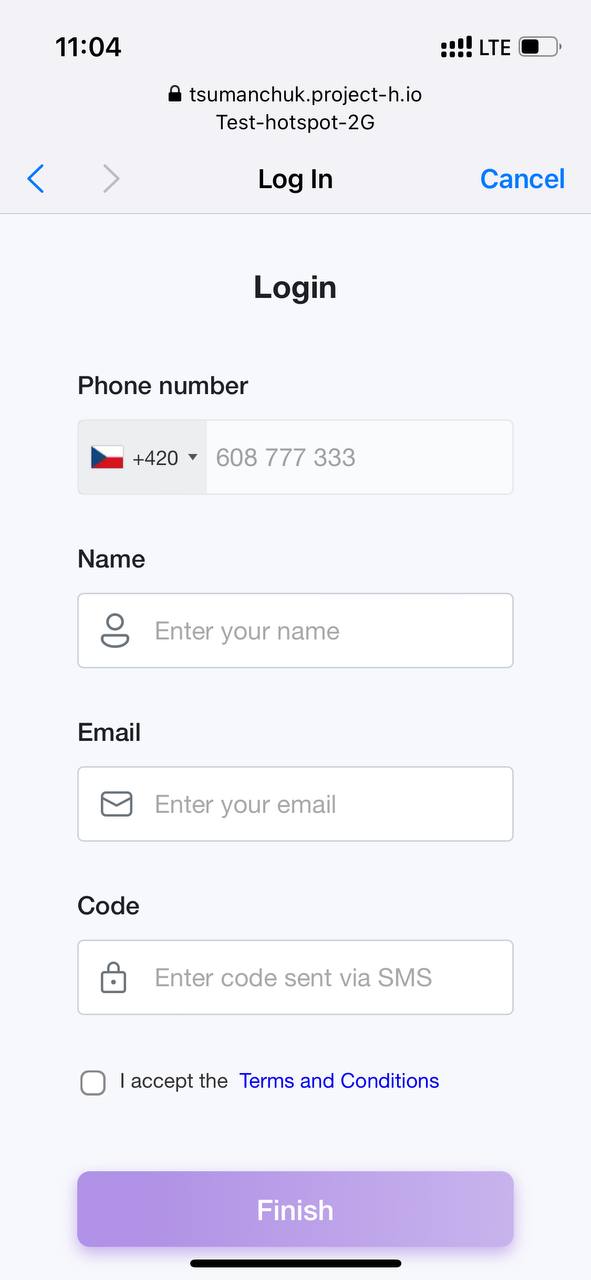 11:04
LTE
tsumanchuk.project-h.io
Test-hotspot-2G
Log In
Cancel
Login
Phone number
+420
608 777 333
Name
Enter your name
Email
Enter your email
Code
Enter code sent via SMS
I accept the Terms and Conditions
Finish